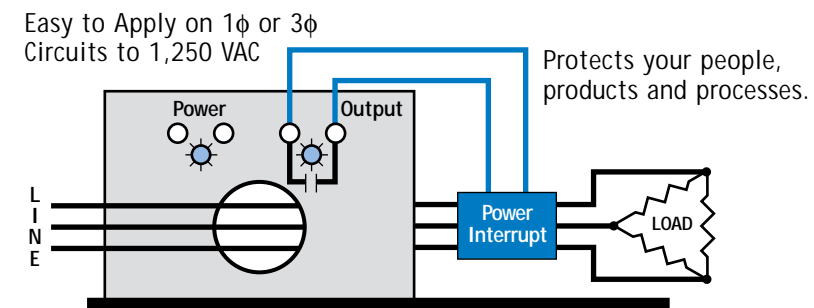 Easy to Apply on 1ϕ or 3ϕ
Circuits to 1,250 VAC
Protects your people,
products and processes.
Power
Output
LINE
Power
Interrupt
LOAD